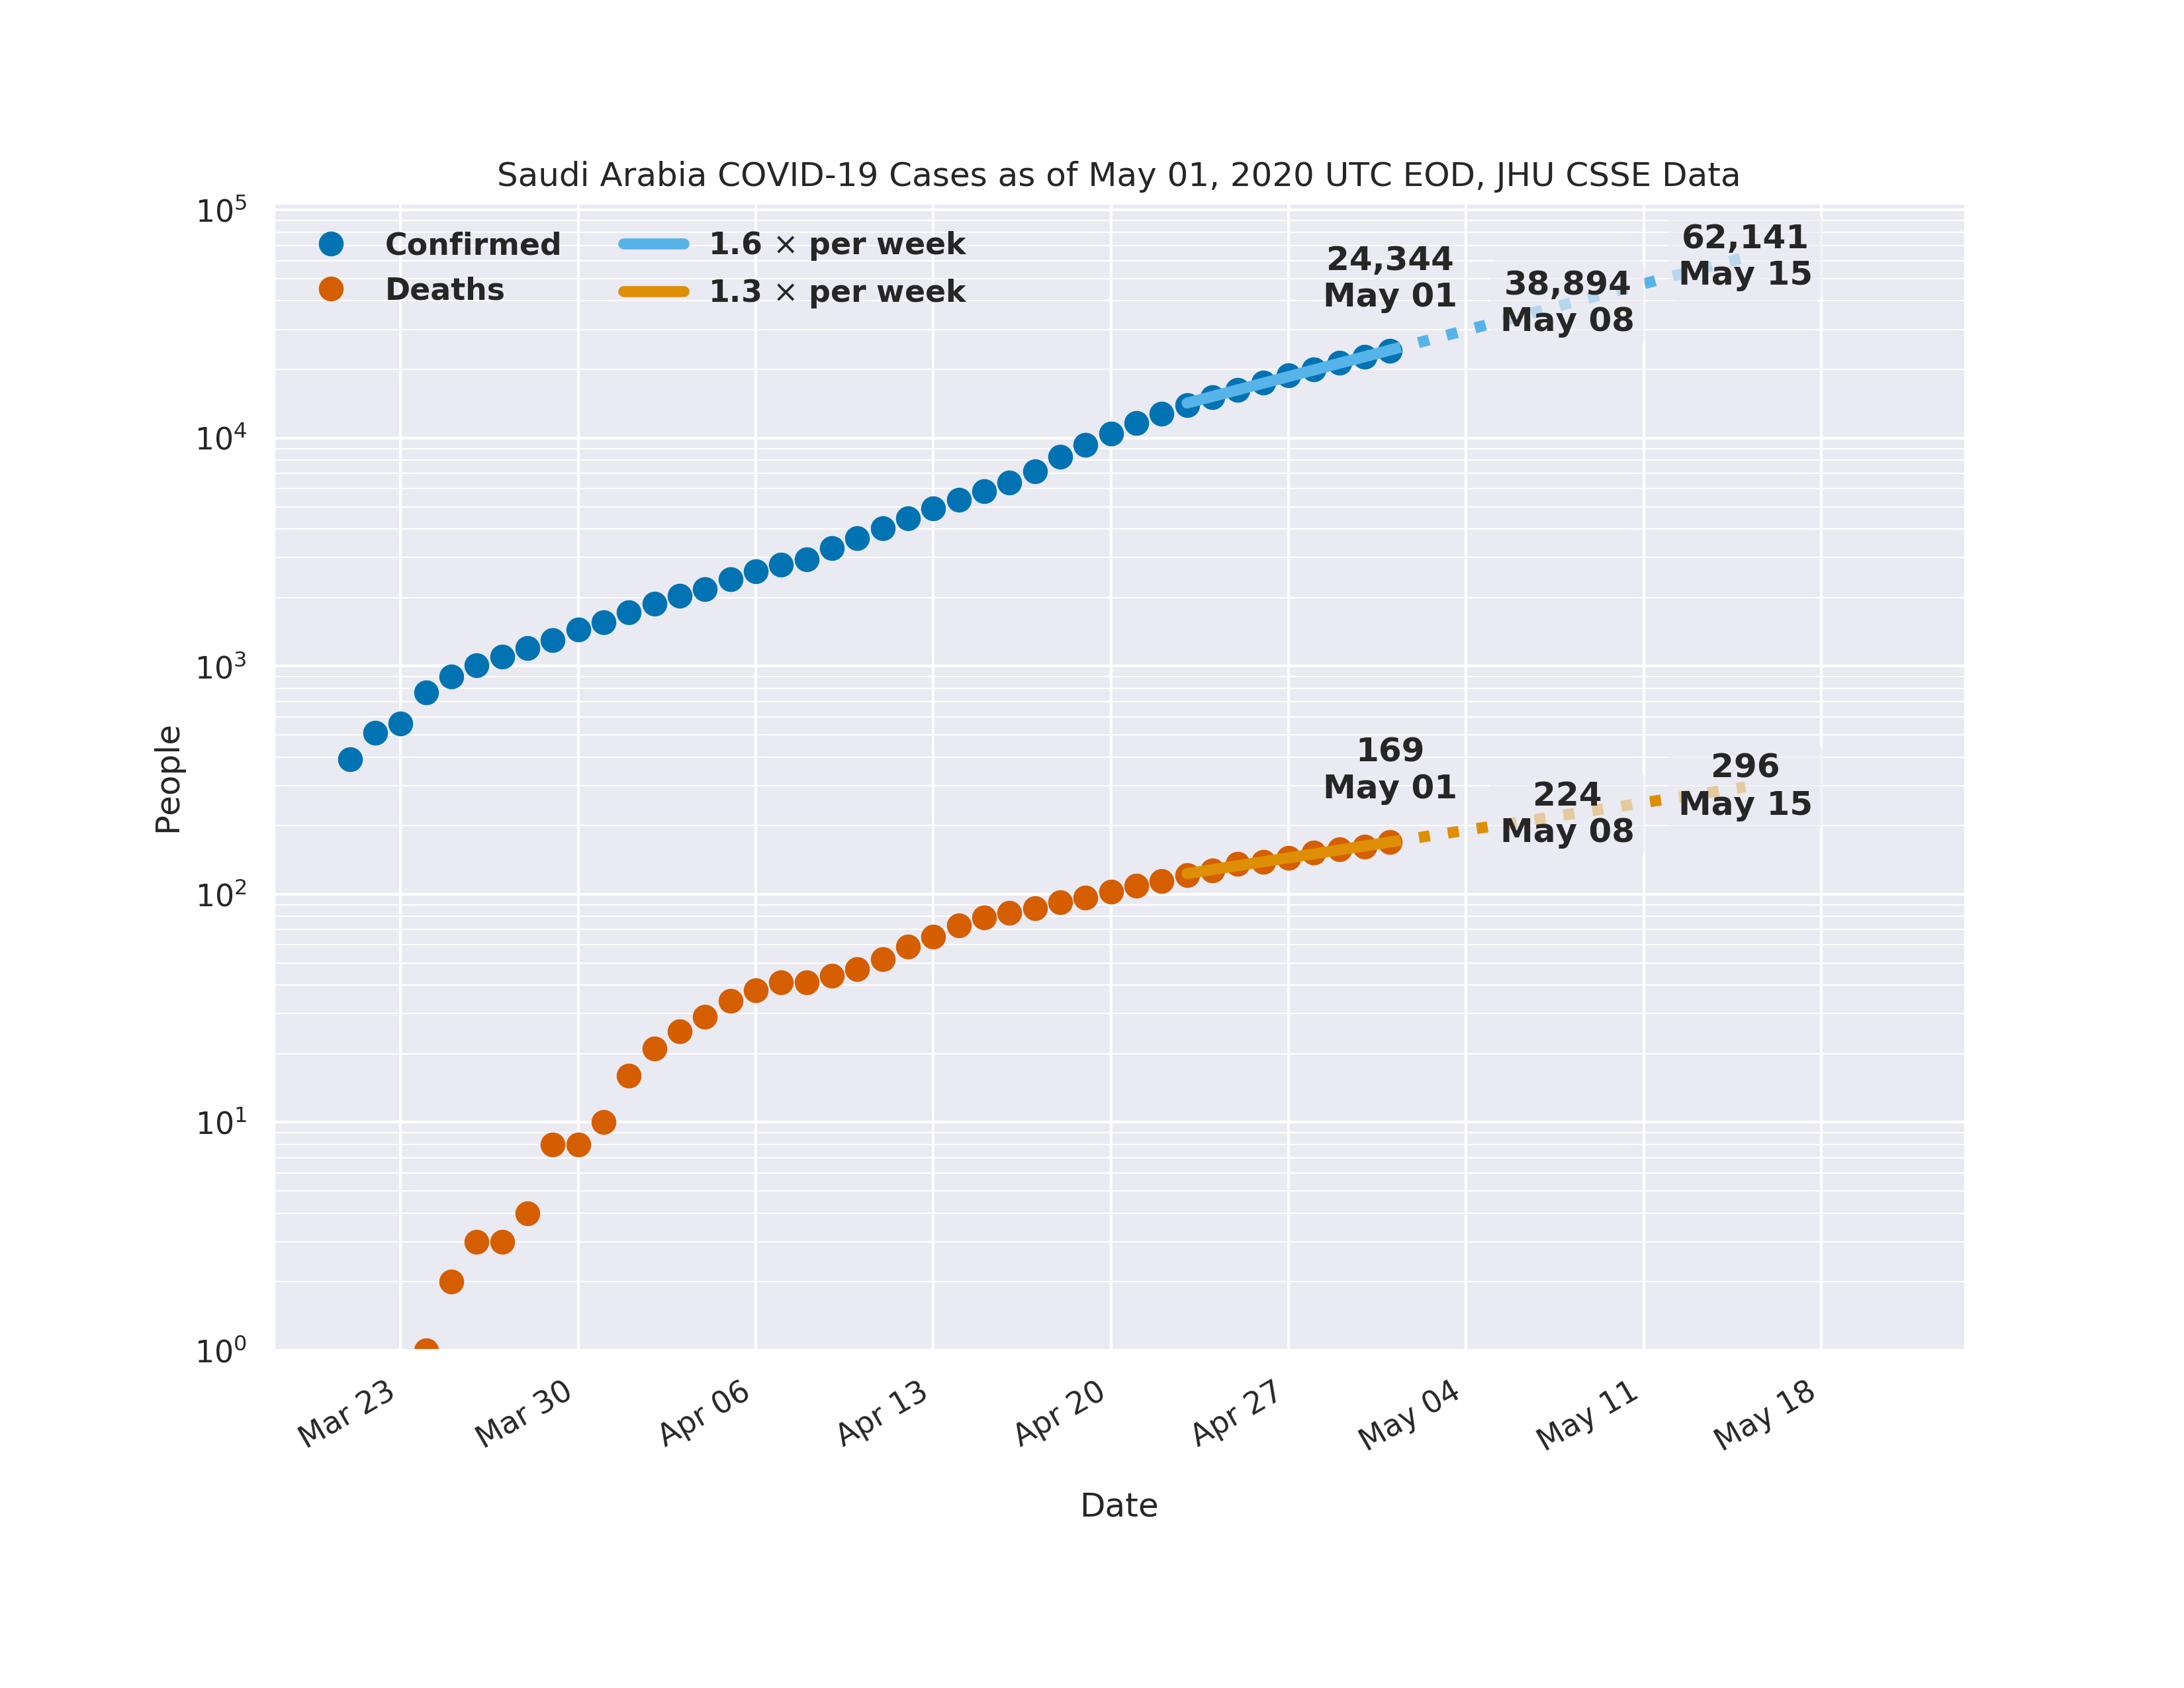 Saudi Arabia COVID-19 Cases as of May 01, 2020 UTC EOD, JHU CSSE Data
Confirmed
Deaths
1.6 × per week
1.3 × per week
24,344
May 01
38,894
May 08
62,141
May 15
169
May 01
224
May 08
296
May 15
People
10⁵
10⁴
10³
10²
10¹
10⁰
Mar 23
Mar 30
Apr 06
Apr 13
Apr 20
Apr 27
May 04
May 11
May 18
Date